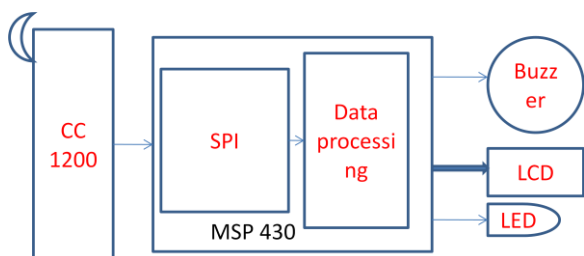 CC
1200
SPI
Data
processi
ng
MSP 430
Buzz
er
LCD
LED